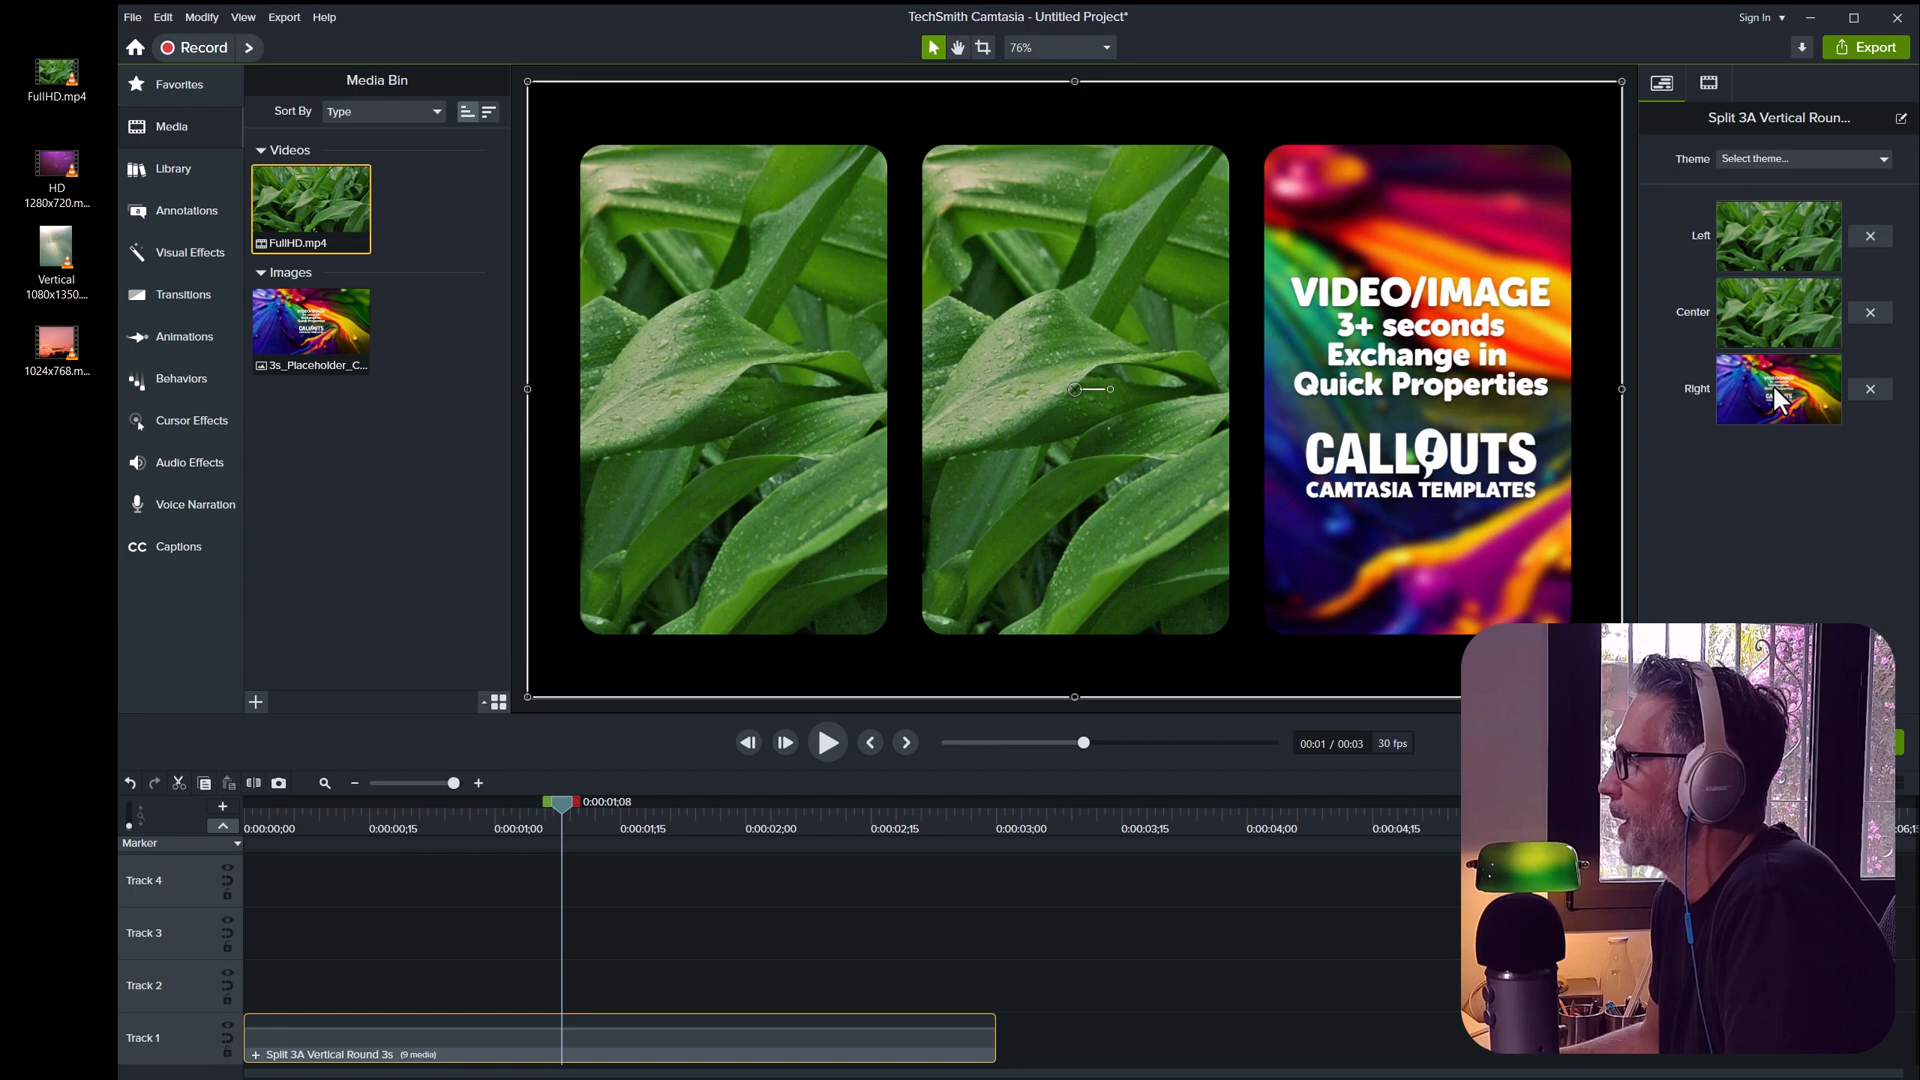 File Edit Modify View Export Help
TechSmith Camtasia - Untitled Project*
Sign In
Record
76%
Export
FullHD.mp4
HD
1280x720.m...
Vertical
1080x1350....
1024x768.m...
Favorites
Media
Library
Annotations
Visual Effects
Transitions
Animations
Behaviors
Cursor Effects
Audio Effects
Voice Narration
CC Captions
Media Bin
Sort By Type
Videos
FullHD.mp4
Images
3s_Placeholder_C...
VIDEO/IMAGE
3+ seconds
Exchange in
Quick Properties
CALLOUTS
CAMTASIA TEMPLATES
Split 3A Vertical Roun...
Theme Select theme...
Left
Center
Right
00:01 / 00:03 30 fps
0:00:01;08
0:00:00;00 0:00:00;15 0:00:01;00 0:00:01;15 0:00:02;00 0:00:02;15 0:00:03;00 0:00:03;15 0:00:04;00 0:00:04;15
Marker
Track 4
Track 3
Track 2
Track 1
Split 3A Vertical Round 3s (9 media)